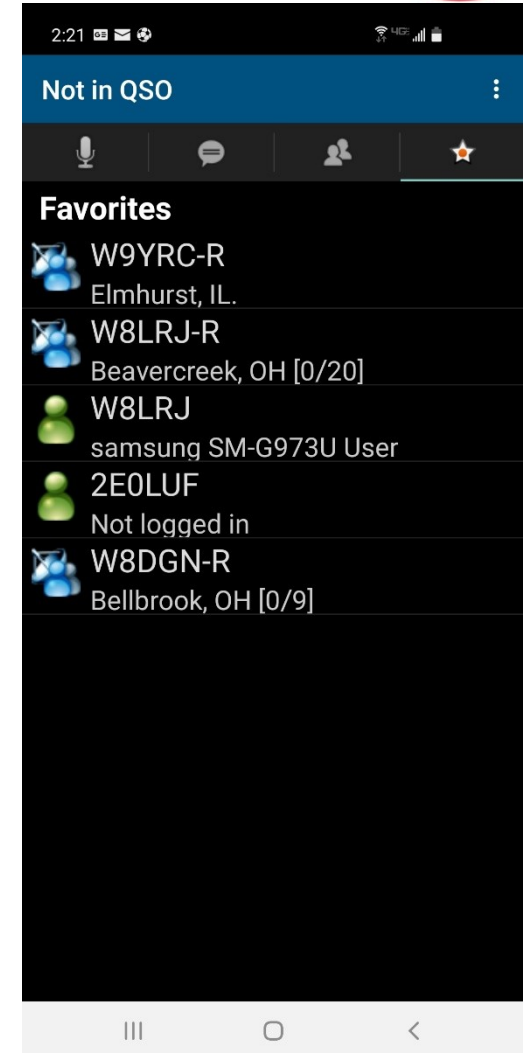 2:21
4GE
Not in QSO
Favorites
W9YRC-R
Elmhurst, IL.
W8LRJ-R
Beavercreek, OH [0/20]
W8LRJ
samsung SM-G973U User
2E0LUF
Not logged in
W8DGN-R
Bellbrook, OH [0/9]